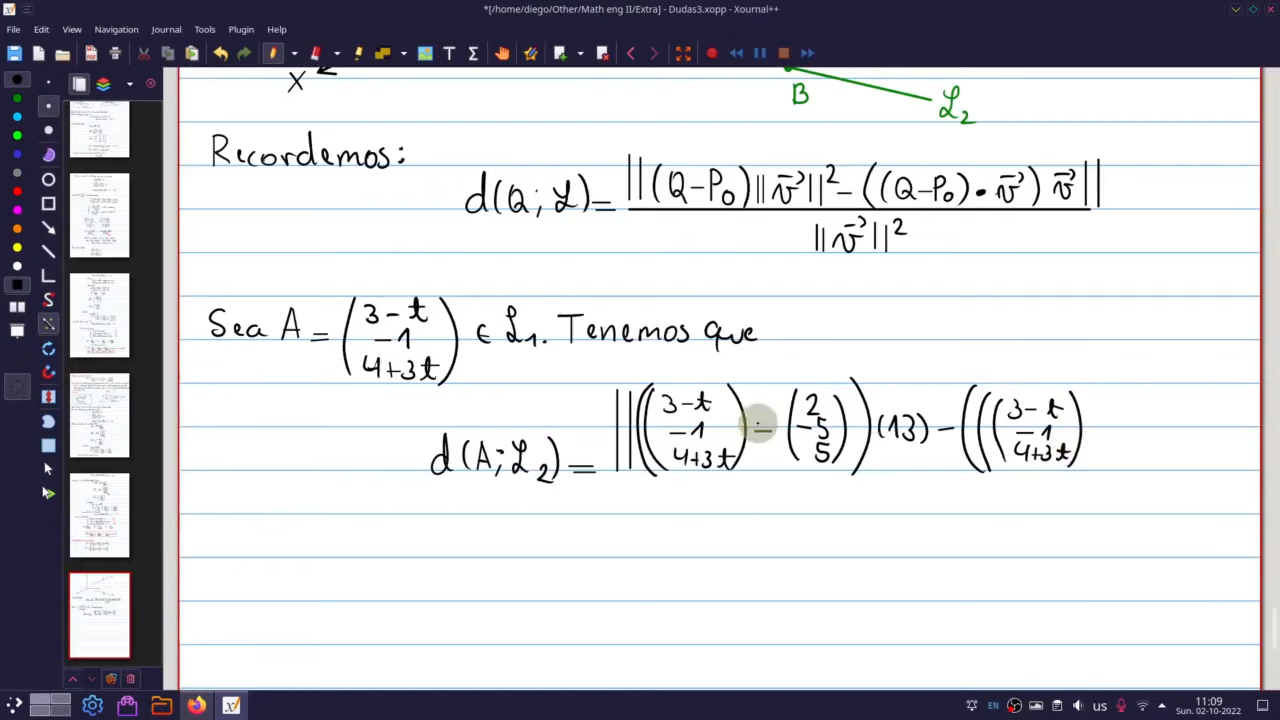 *[/home/diego/Other/Math eng II/Extra] - Dudas3.xopp - Xournal++
File Edit View Navigation Journal Tools Plugin Help
X
B
ℒ₂
Recordemos:
d(Q, ℒ) = ||(Q-P₀)||v⃗||² - ((Q-P₀)•v⃗) v⃗|| / ||v⃗||²
Sea A = (3-t, -1, 4+3t) ∈ ℒ₁. Tenemos que
d(A; ℒ₂) = ||((3-t, -1, 4+3t) - (2, -5, 5))(13) - (((3-t, -1, 4+3t)
EN
us
11:09
Sun. 02-10-2022